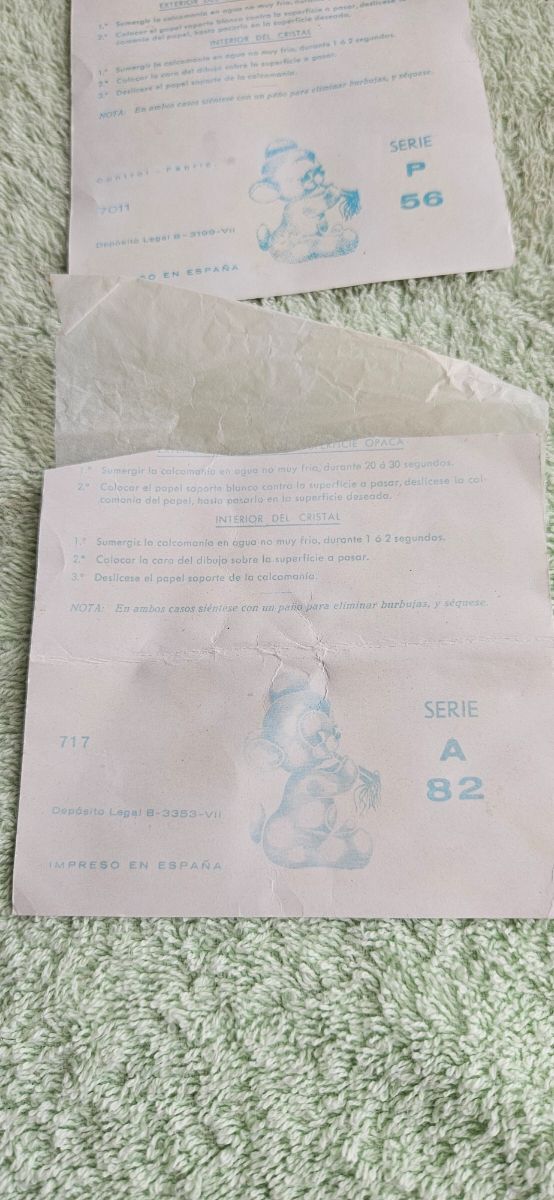 EXTERIOR DEL
1.° Sumergir la calcomanía en agua no muy fría,
2.° Colocar el papel soporte blanco contra la superficie a pasar, deslícese la
comanía del papel, hasta pasarlo en la superficie deseada.
INTERIOR DEL CRISTAL
1.° Sumergir la calcomanía en agua no muy fría, durante 1 ó 2 segundos.
2.° Colocar la cara del dibujo sobre la superficie a pasar.
3.° Deslícese el papel soporte de la calcomanía.
NOTA: En ambos casos siéntese con un paño para eliminar burbujas, y séquese.
Control - Fabric.
SERIE
P
56
7011
Depósito Legal B-3199-VII
SO EN ESPAÑA
SUPERFICIE OPACA
1.° Sumergir la calcomanía en agua no muy fría, durante 20 ó 30 segundos.
2.° Colocar el papel soporte blanco contra la superficie a pasar, deslícese la cal-
comanía del papel, hasta pasarlo en la superficie deseada.
INTERIOR DEL CRISTAL
1.° Sumergir la calcomanía en agua no muy fría, durante 1 ó 2 segundos.
2.° Colocar la cara del dibujo sobre la superficie a pasar.
3.° Deslícese el papel soporte de la calcomanía.
NOTA: En ambos casos siéntese con un paño para eliminar burbujas, y séquese.
SERIE
A
82
717
Depósito Legal B-3353-VII
IMPRESO EN ESPAÑA